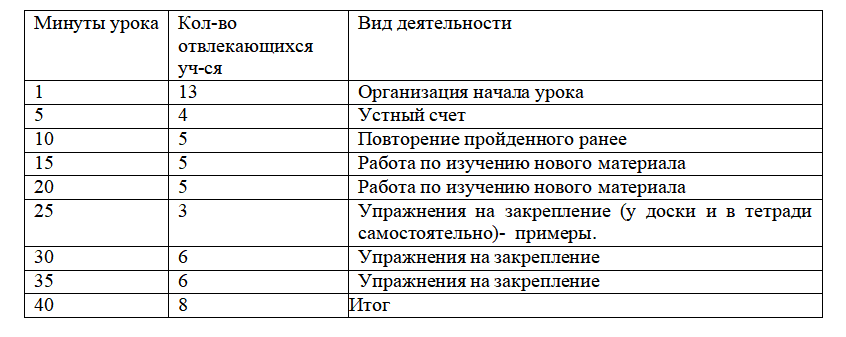 Минуты урока Кол-во Вид деятельности
отвлекающихся
уч-ся
1 13 Организация начала урока
5 4 Устный счет
10 5 Повторение пройденного ранее
15 5 Работа по изучению нового материала
20 5 Работа по изучению нового материала
25 3 Упражнения на закрепление (у доски и в тетради
самостоятельно)- примеры.
30 6 Упражнения на закрепление
35 6 Упражнения на закрепление
40 8 Итог